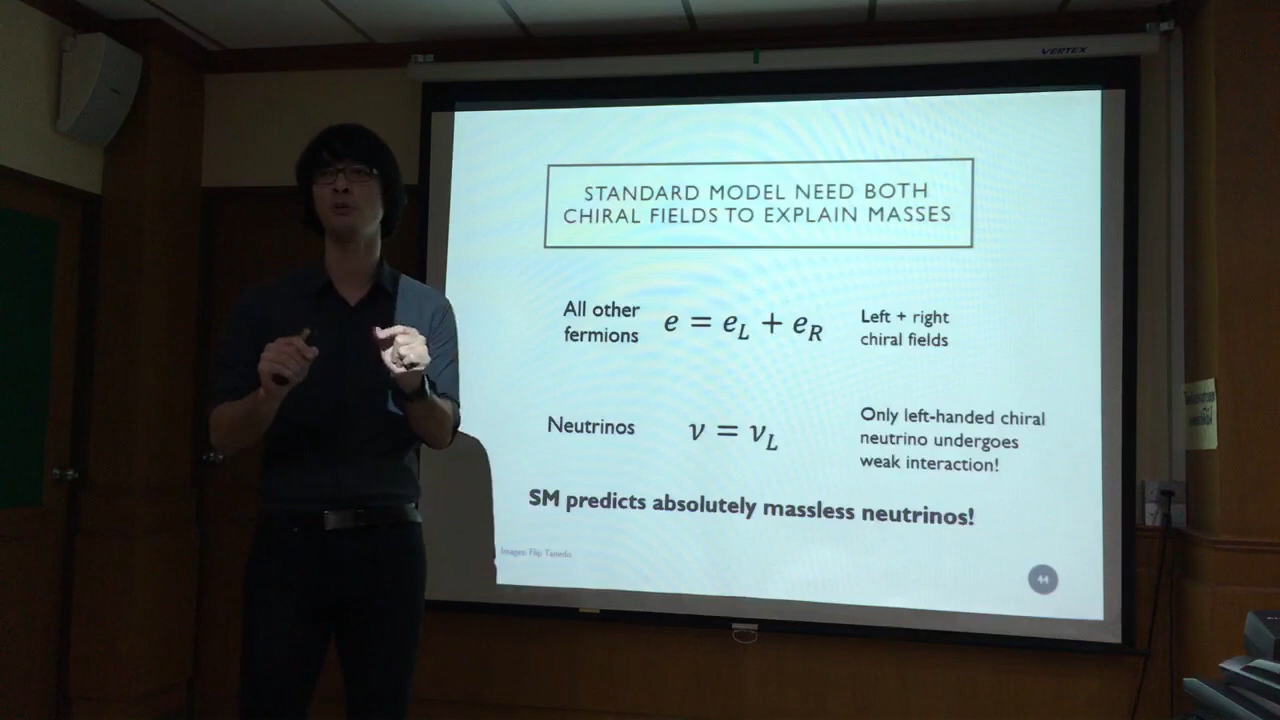 VERTEX
STANDARD MODEL NEED BOTH
CHIRAL FIELDS TO EXPLAIN MASSES
All other
fermions
e = e_L + e_R
Left + right
chiral fields
Neutrinos
ν = ν_L
Only left-handed chiral
neutrino undergoes
weak interaction!
SM predicts absolutely massless neutrinos!
Images: Flip Tanedo
44